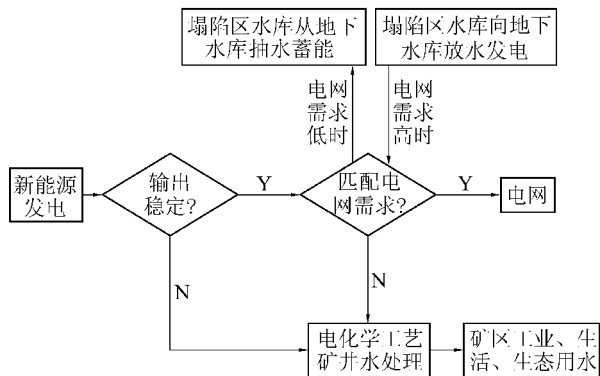 塌陷区水库从地下
水库抽水蓄能
塌陷区水库向地下
水库放水发电
电网
需求
低时
电网
需求
高时
新能源
发电
输出
稳定?
Y
匹配电
网需求?
Y
电网
N
N
电化学工艺
矿井水处理
矿区工业、生
活、生态用水